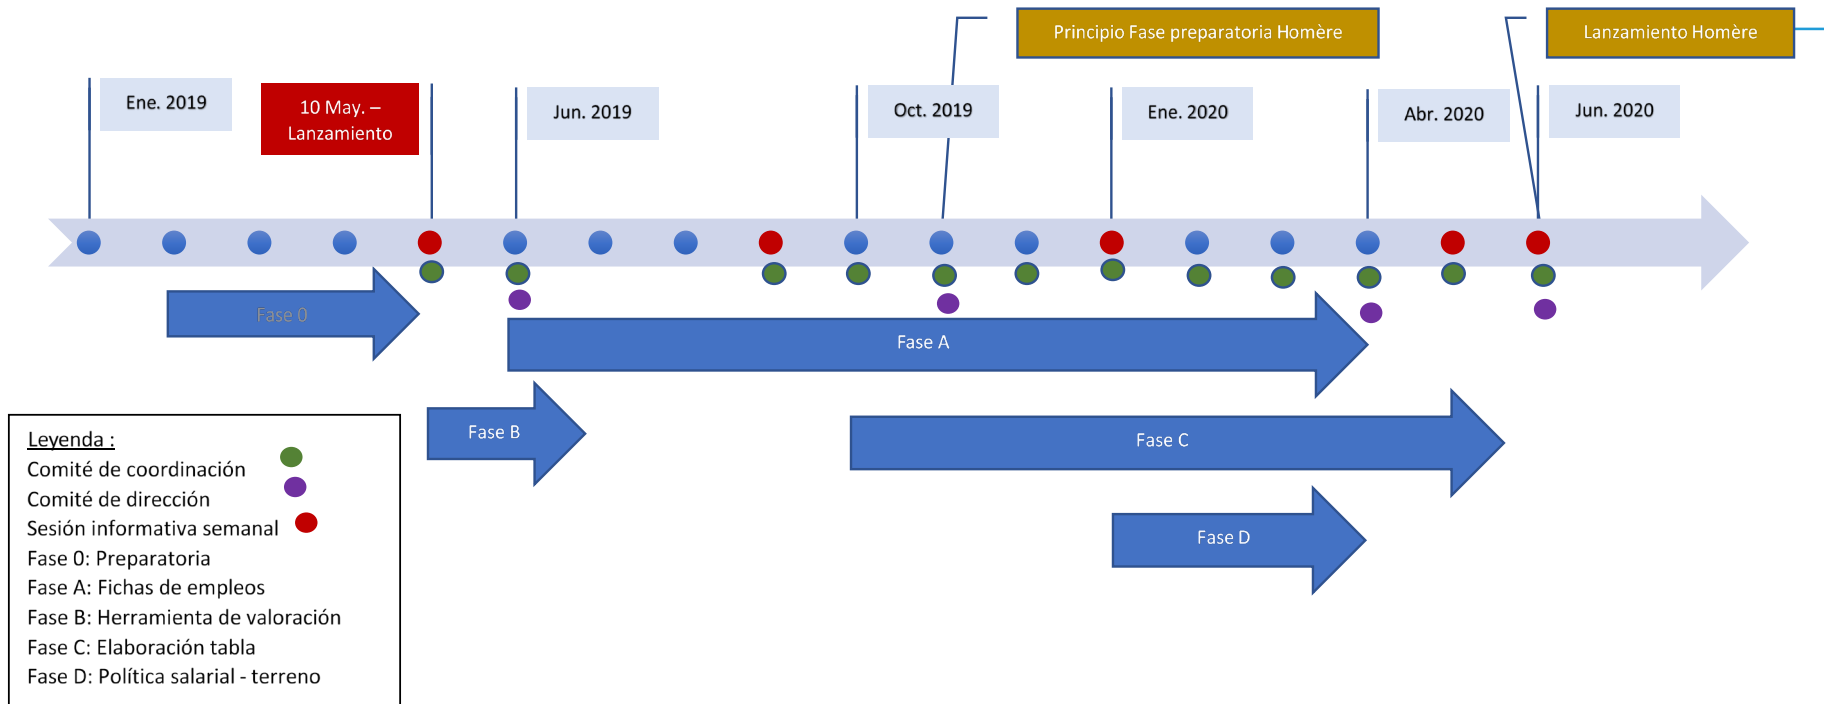 Principio Fase preparatoria Homère
Lanzamiento Homère
Ene. 2019
10 May. –
Lanzamiento
Jun. 2019
Oct. 2019
Ene. 2020
Abr. 2020
Jun. 2020
Fase 0
Fase A
Fase B
Fase C
Fase D
Leyenda :
Comité de coordinación
Comité de dirección
Sesión informativa semanal
Fase 0: Preparatoria
Fase A: Fichas de empleos
Fase B: Herramienta de valoración
Fase C: Elaboración tabla
Fase D: Política salarial - terreno